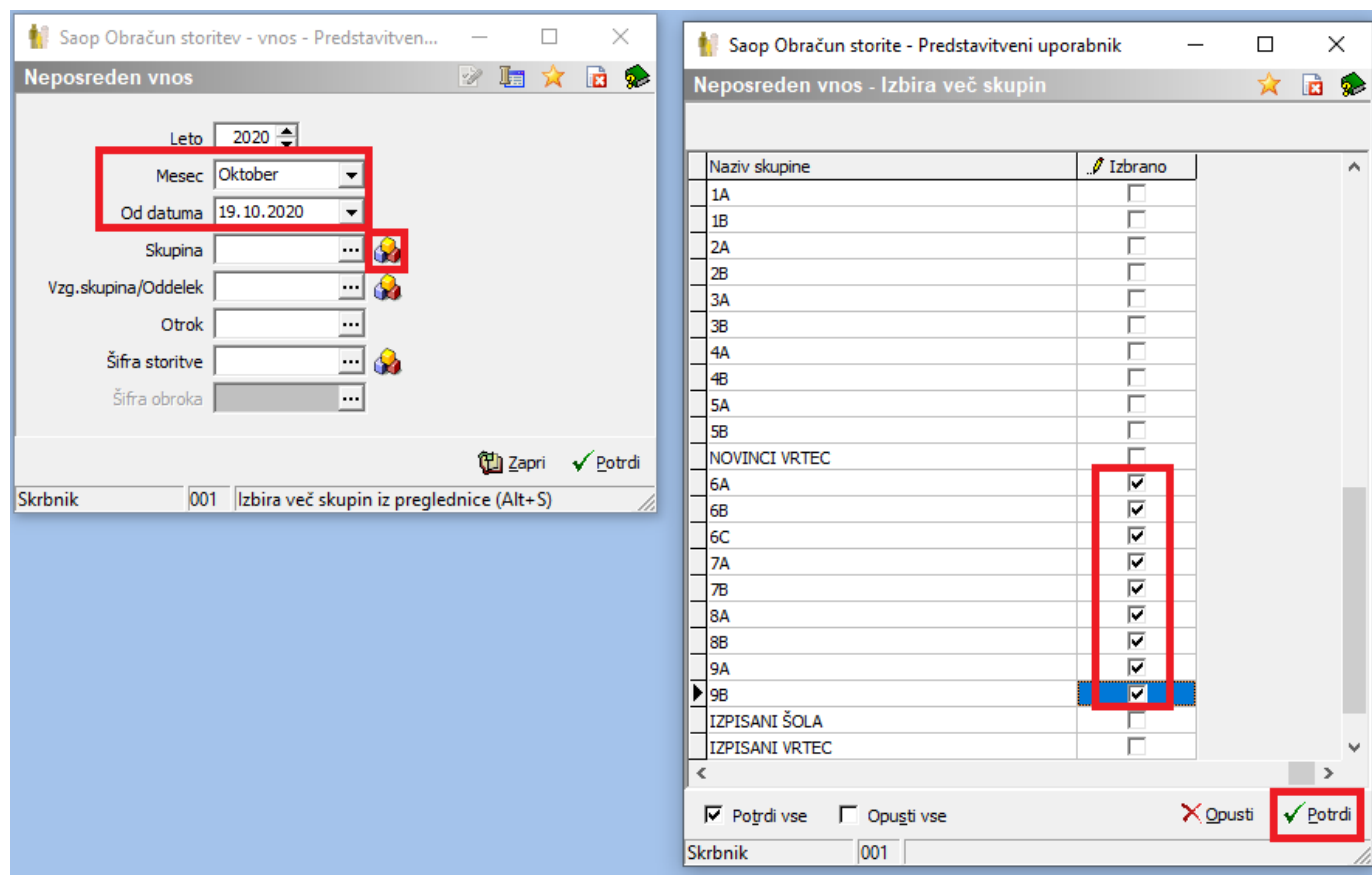 Saop Obračun storitev - vnos - Predstavitven...
Neposreden vnos
Leto 2020
Mesec Oktober
Od datuma 19.10.2020
Skupina
Vzg.skupina/Oddelek
Otrok
Šifra storitve
Šifra obroka
Zapri Potrdi
Skrbnik 001 Izbira več skupin iz preglednice (Alt+S)
Saop Obračun storite - Predstavitveni uporabnik
Neposreden vnos - Izbira več skupin
Naziv skupine Izbrano
1A
1B
2A
2B
3A
3B
4A
4B
5A
5B
NOVINCI VRTEC
6A
6B
6C
7A
7B
8A
8B
9A
9B
IZPISANI ŠOLA
IZPISANI VRTEC
Potrdi vse Opusti vse Opusti Potrdi
Skrbnik 001